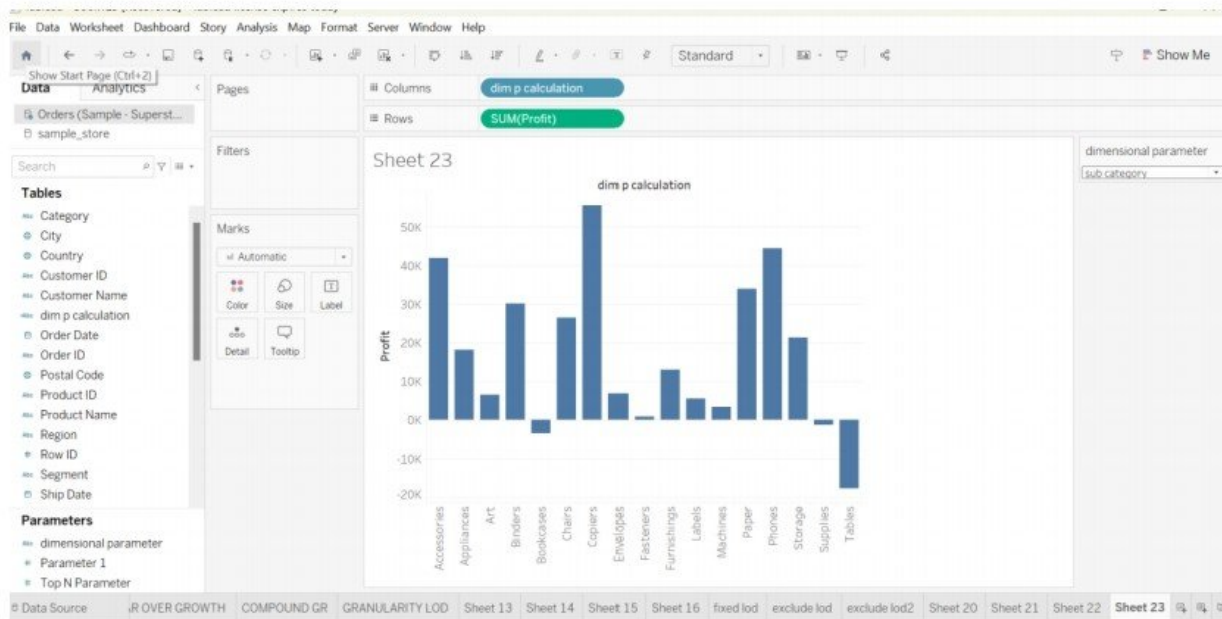 File Data Worksheet Dashboard Story Analysis Map Format Server Window Help
Standard
Show Me
Show Start Page (Ctrl+2)
Data Analytics
Orders (Sample - Superst...
sample_store
Search
Tables
Category
City
Country
Customer ID
Customer Name
dim p calculation
Order Date
Order ID
Postal Code
Product ID
Product Name
Region
Row ID
Segment
Ship Date
Parameters
dimensional parameter
Parameter 1
Top N Parameter
Pages
Filters
Marks
Automatic
Color Size Label
Detail Tooltip
Columns dim p calculation
Rows SUM(Profit)
Sheet 23
dim p calculation
Profit
50K
40K
30K
20K
10K
0K
-10K
-20K
Accessories
Appliances
Art
Binders
Bookcases
Chairs
Copiers
Envelopes
Fasteners
Furnishings
Labels
Machines
Paper
Phones
Storage
Supplies
Tables
dimensional parameter
sub category
Data Source R OVER GROWTH COMPOUND GR GRANULARITY LOD Sheet 13 Sheet 14 Sheet 15 Sheet 16 fixed lod exclude lod exclude lod2 Sheet 20 Sheet 21 Sheet 22 Sheet 23